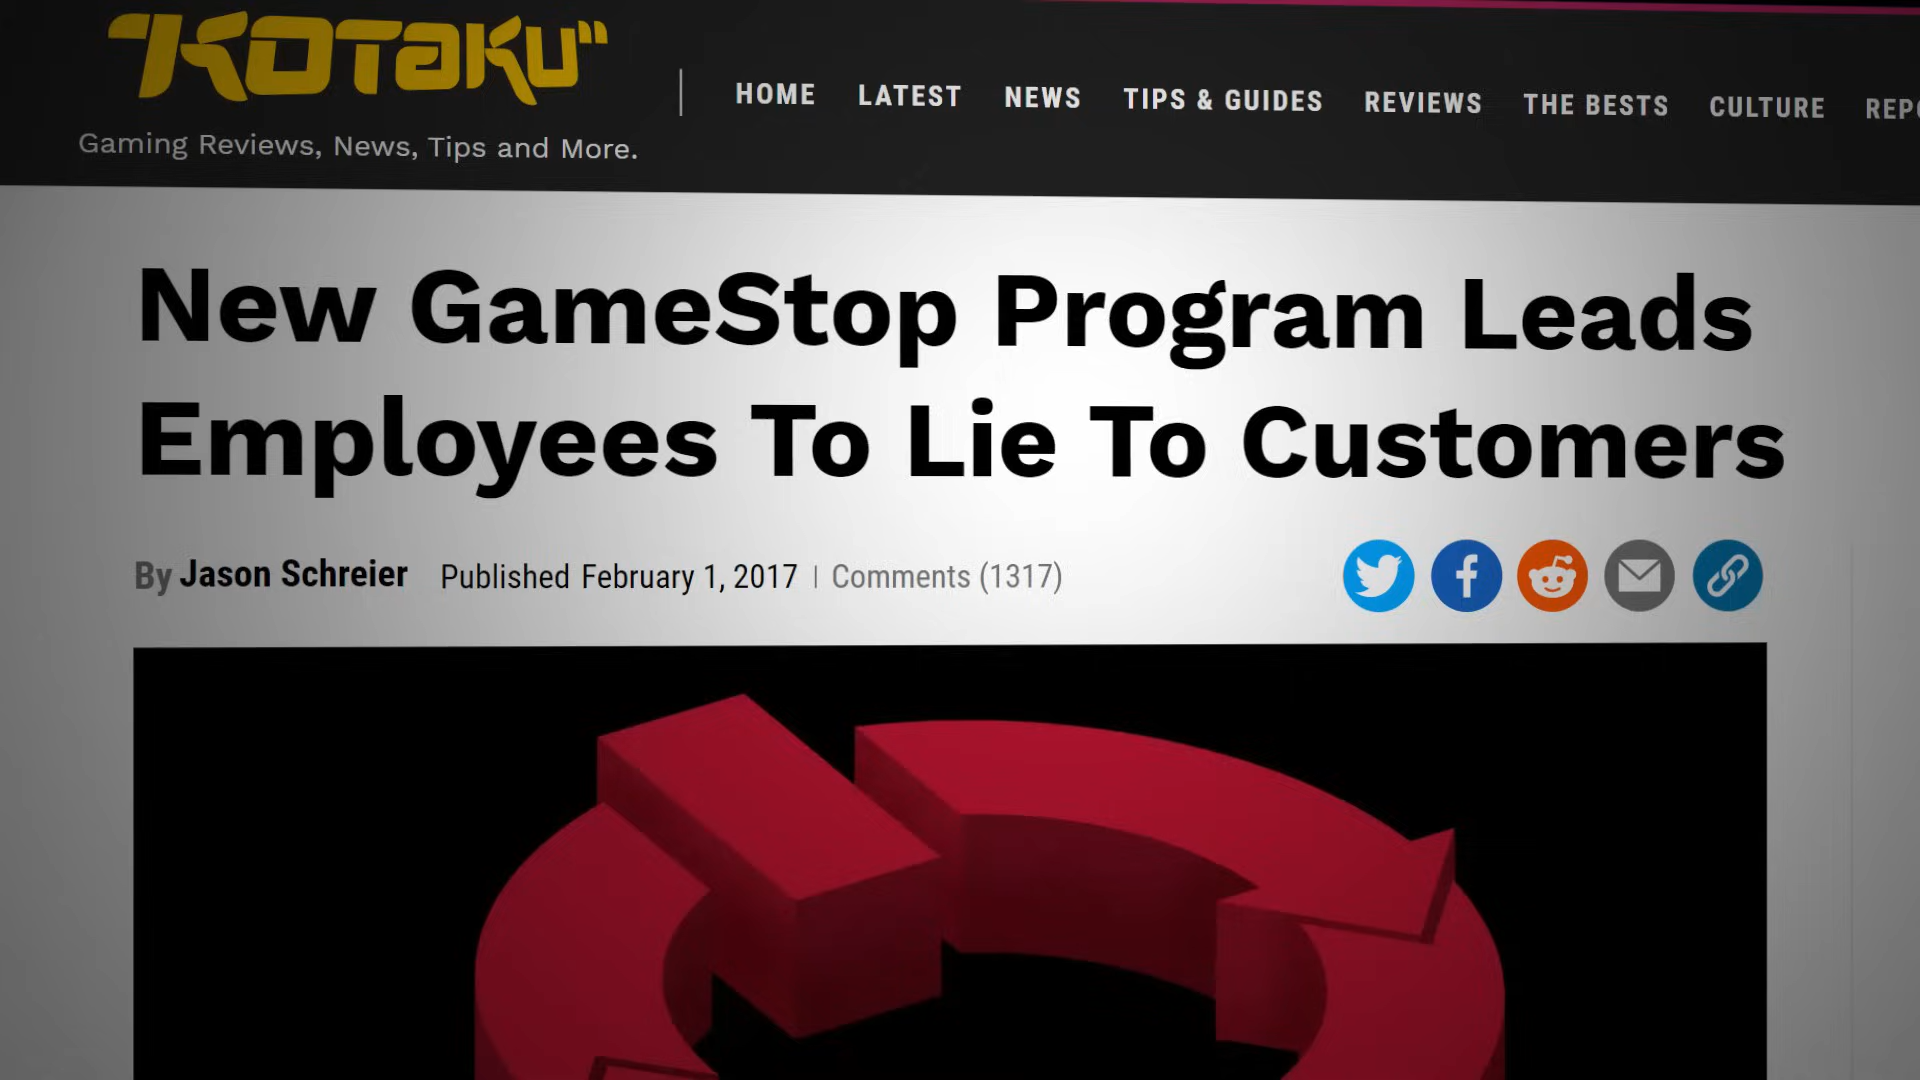 KOTaKU
Gaming Reviews, News, Tips and More.
HOME LATEST NEWS TIPS & GUIDES REVIEWS THE BESTS CULTURE
New GameStop Program Leads
Employees To Lie To Customers
By Jason Schreier Published February 1, 2017 | Comments (1317)